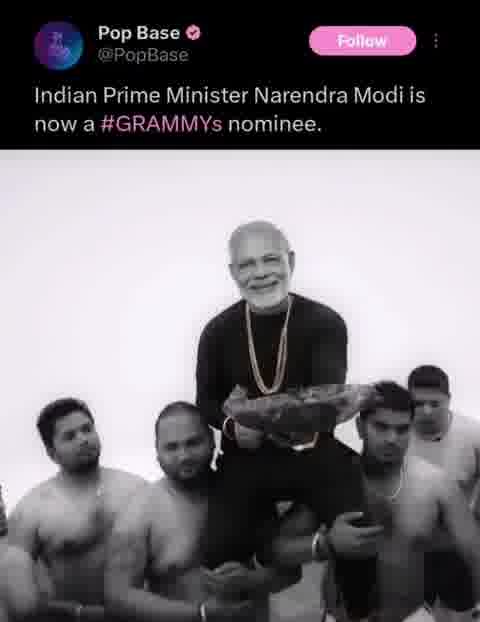 Pop Base
@PopBase
Follow
Indian Prime Minister Narendra Modi is
now a #GRAMMYs nominee.